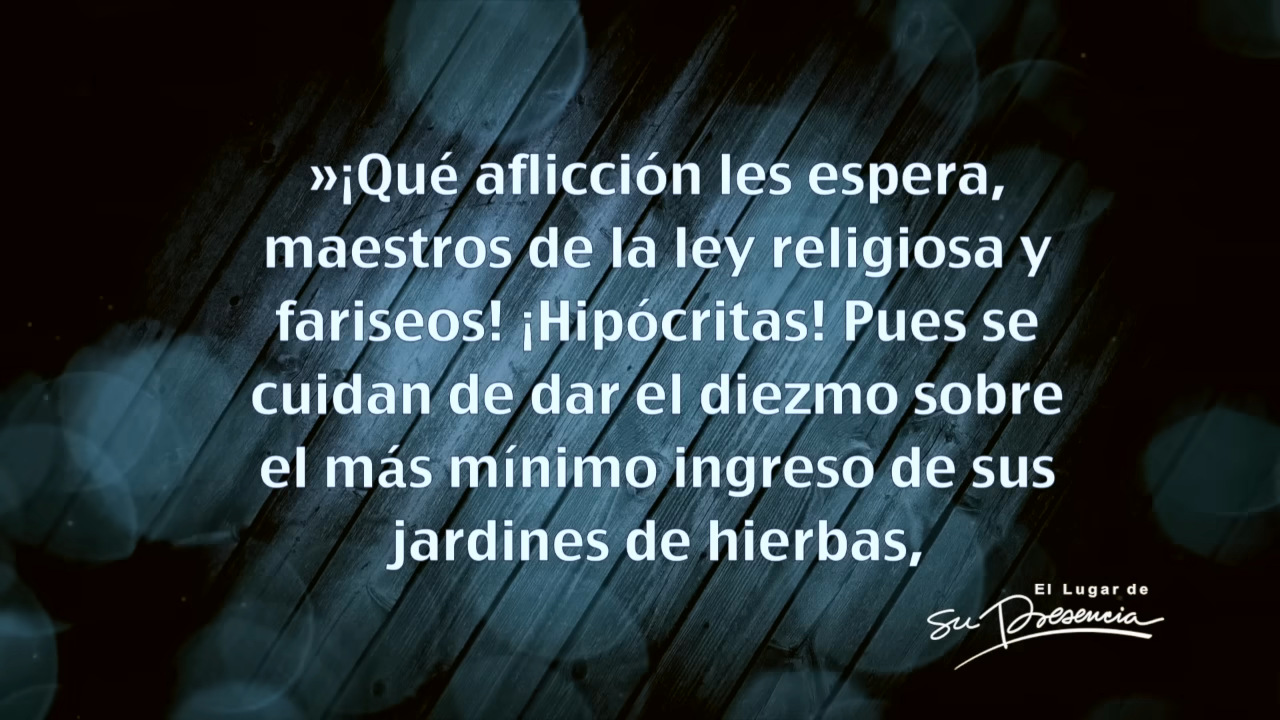 »¡Qué aflicción les espera,
maestros de la ley religiosa y
fariseos! ¡Hipócritas! Pues se
cuidan de dar el diezmo sobre
el más mínimo ingreso de sus
jardines de hierbas,
El Lugar de
Su Presencia